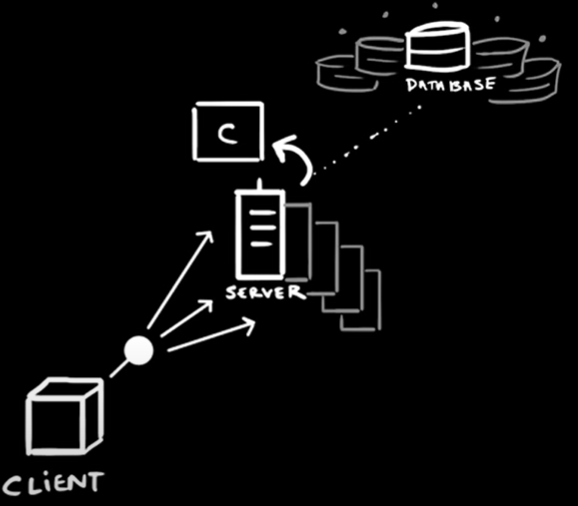 DATABASE
C
SERVER
CLIENT